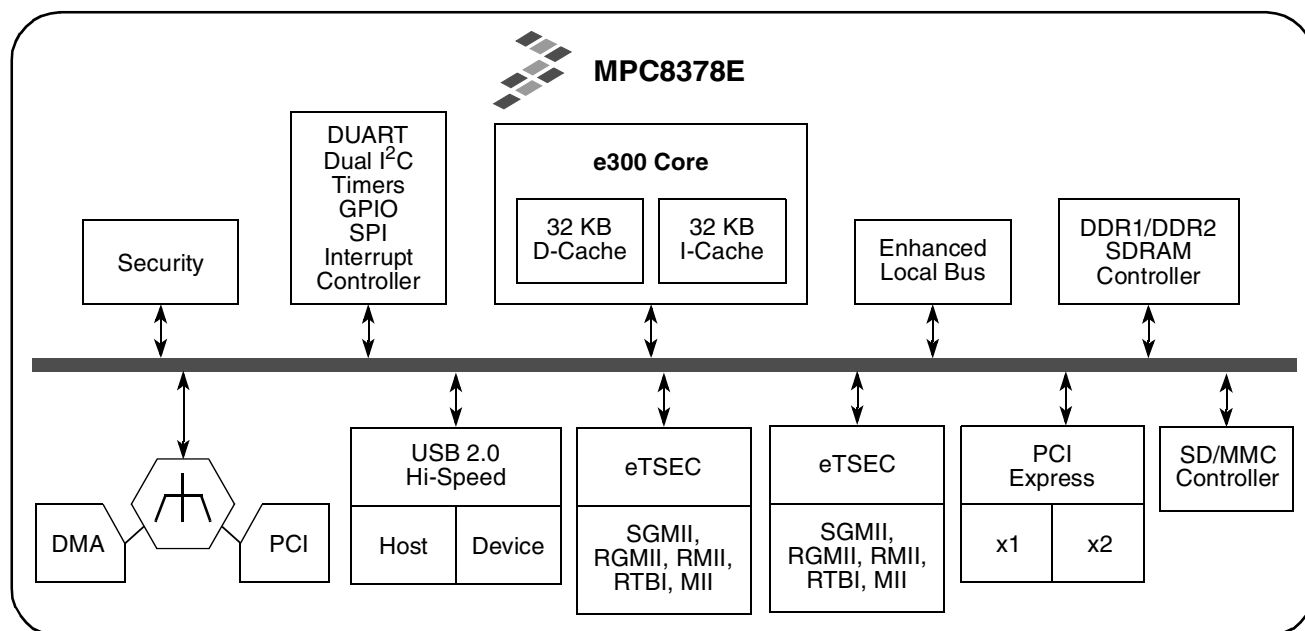 MPC8378E
DUART
Dual I²C
Timers
GPIO
SPI
Interrupt
Controller
e300 Core
32 KB
D-Cache
32 KB
I-Cache
Security
Enhanced
Local Bus
DDR1/DDR2
SDRAM
Controller
DMA
PCI
USB 2.0
Hi-Speed
Host
Device
eTSEC
SGMII,
RGMII, RMII,
RTBI, MII
eTSEC
SGMII,
RGMII, RMII,
RTBI, MII
PCI
Express
x1
x2
SD/MMC
Controller